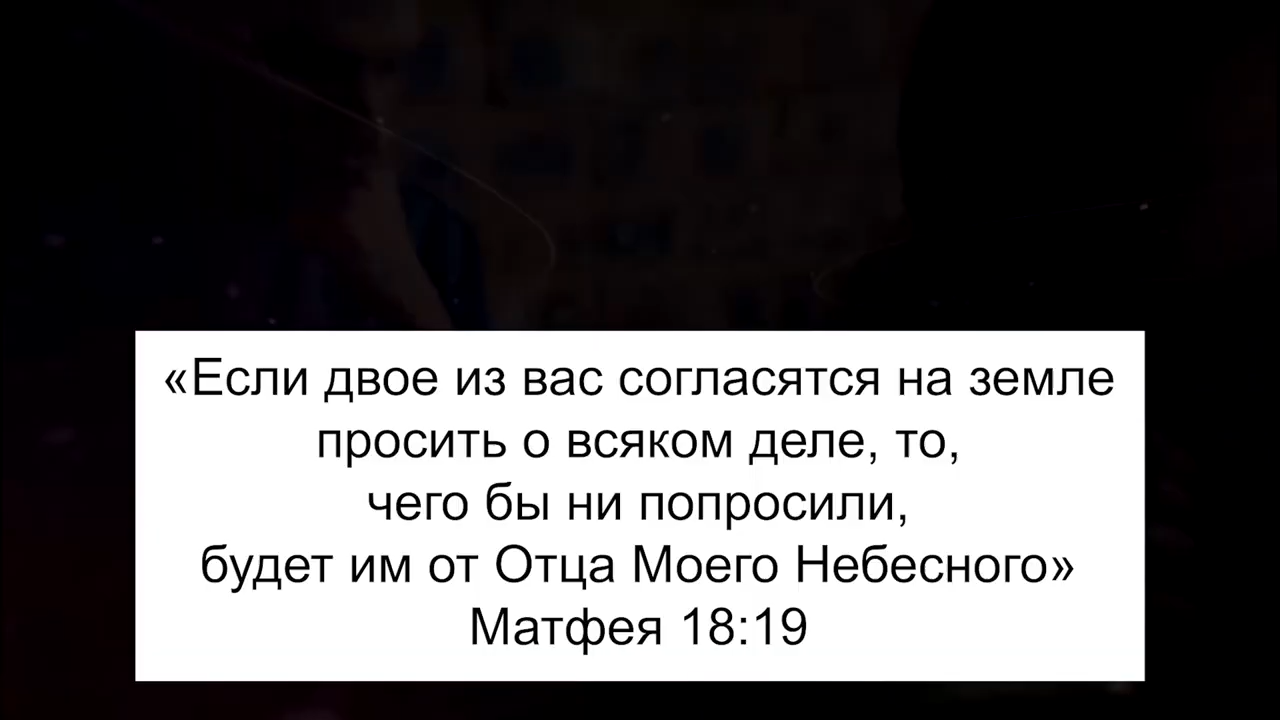 «Если двое из вас согласятся на земле
просить о всяком деле, то,
чего бы ни попросили,
будет им от Отца Моего Небесного»
Матфея 18:19